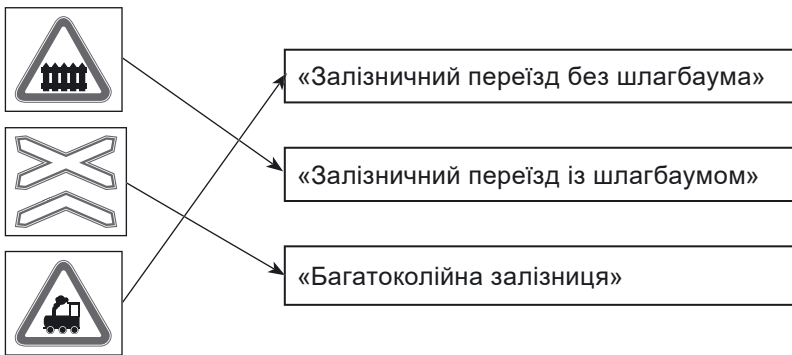 «Залізничний переїзд без шлагбаума»
«Залізничний переїзд із шлагбаумом»
«Багатоколійна залізниця»